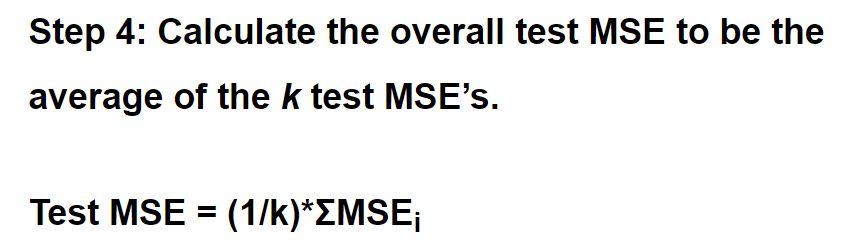 Step 4: Calculate the overall test MSE to be the
average of the k test MSE’s.
Test MSE = (1/k)*ΣMSEᵢ